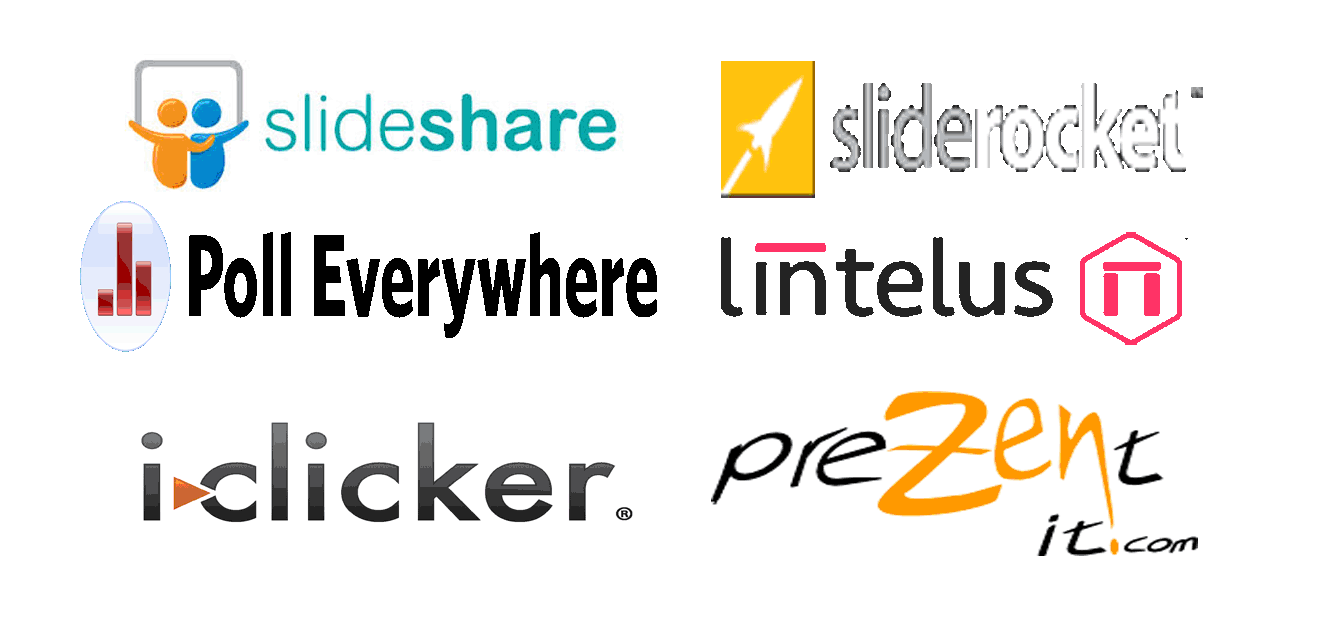 slideshare
sliderocket
Poll Everywhere
lintelus
i>clicker®
preZent
it.com